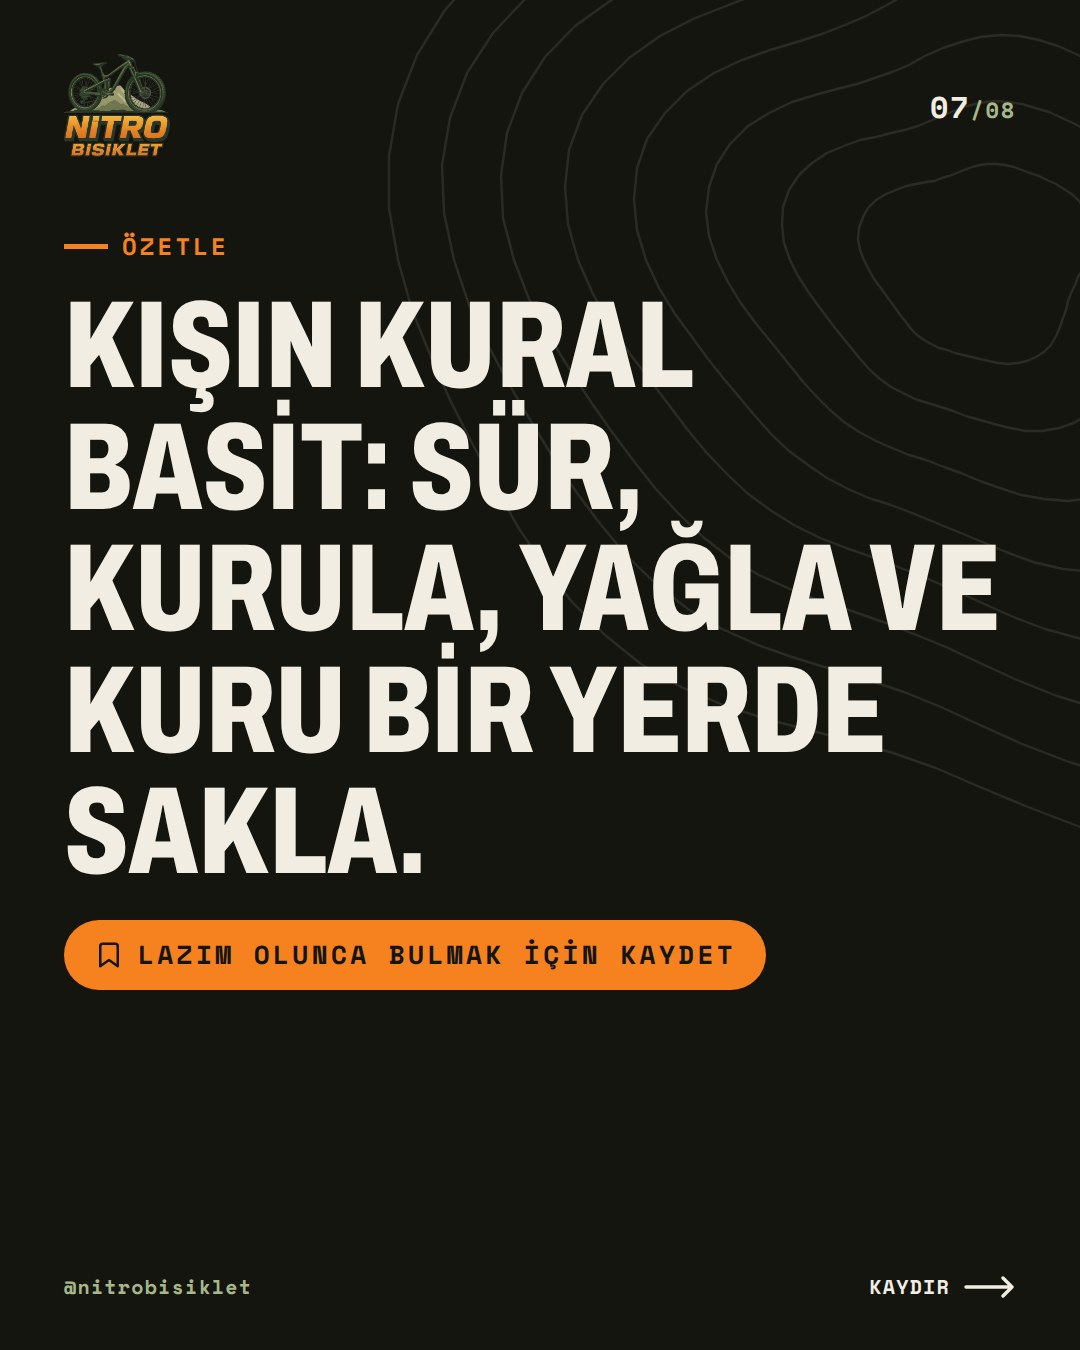 NiTRO
BISIKLET
07/08
ÖZETLE
KIŞIN KURAL
BASİT: SÜR,
KURULA, YAĞLA VE
KURU BİR YERDE
SAKLA.
LAZIM OLUNCA BULMAK İÇİN KAYDET
@nitrobisiklet
KAYDIR